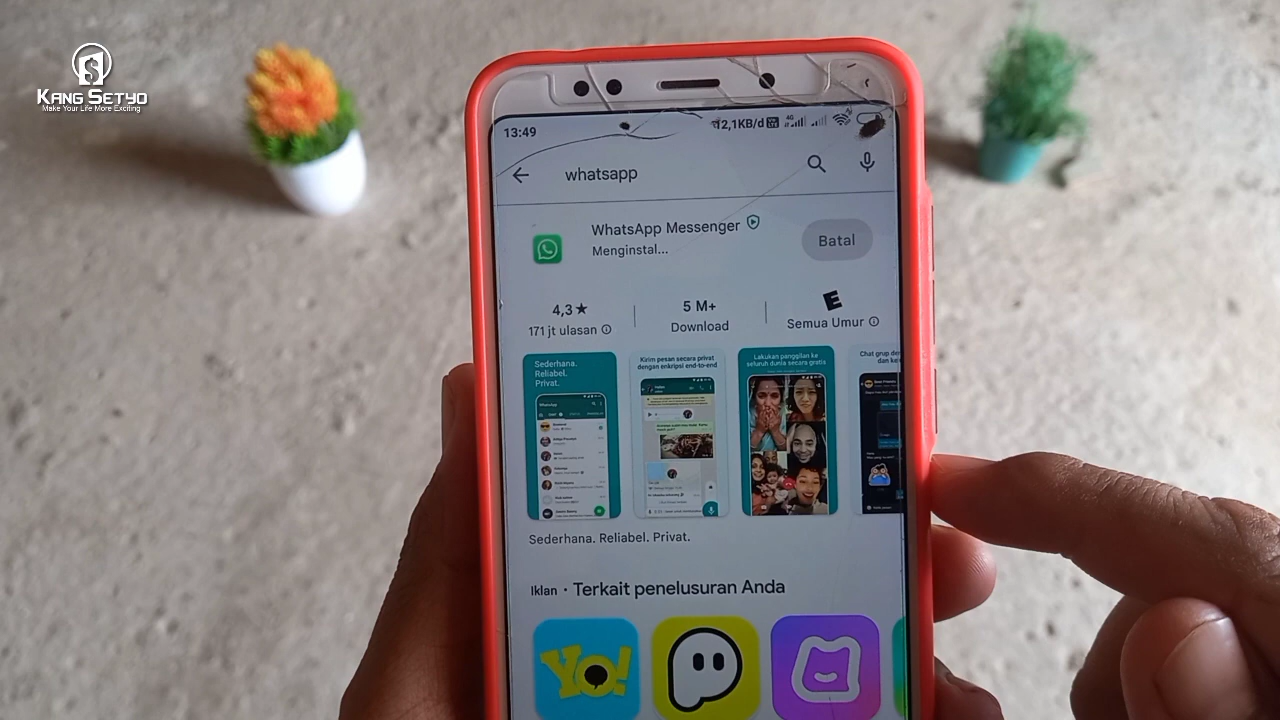 KANG SETYO
Make Your Life More Exciting
13:49
12,1KB/d
4G
whatsapp
WhatsApp Messenger
Menginstal...
Batal
4,3★
171 jt ulasan
5 M+
Download
E
Semua Umur
Sederhana.
Reliabel.
Privat.
WhatsApp
Kirim pesan secara privat
dengan enkripsi end-to-end
Lakukan panggilan ke
seluruh dunia secara gratis
Sederhana. Reliabel. Privat.
Iklan • Terkait penelusuran Anda
YO!